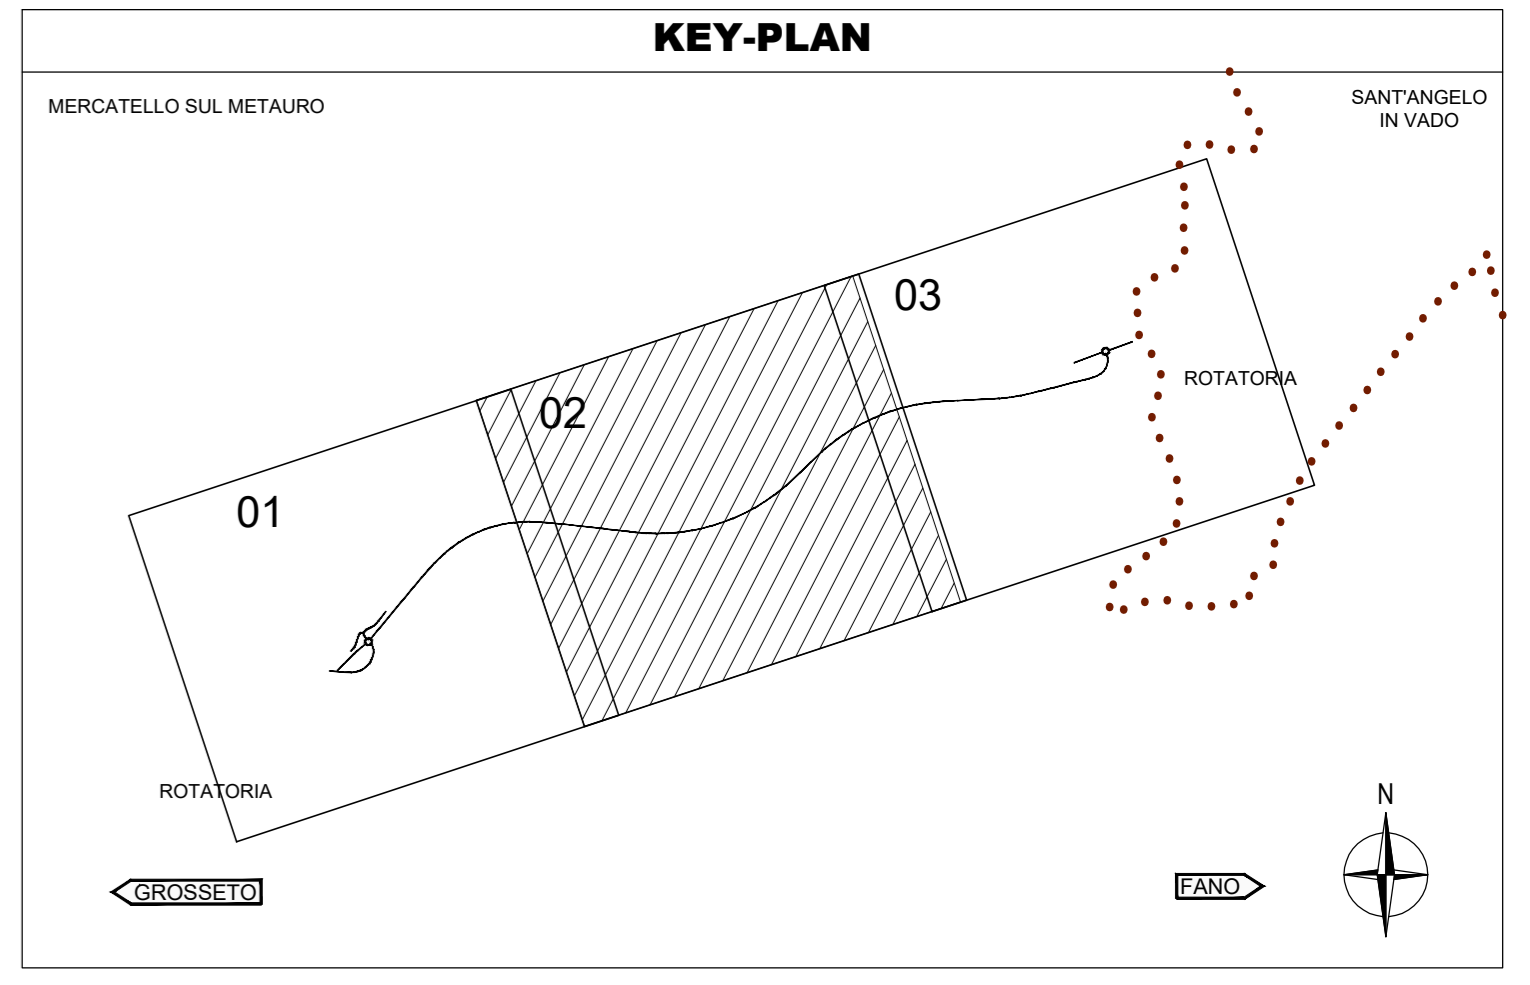 KEY-PLAN
MERCATELLO SUL METAURO
SANT'ANGELO
IN VADO
03
02
01
ROTATORIA
ROTATORIA
N
GROSSETO
FANO